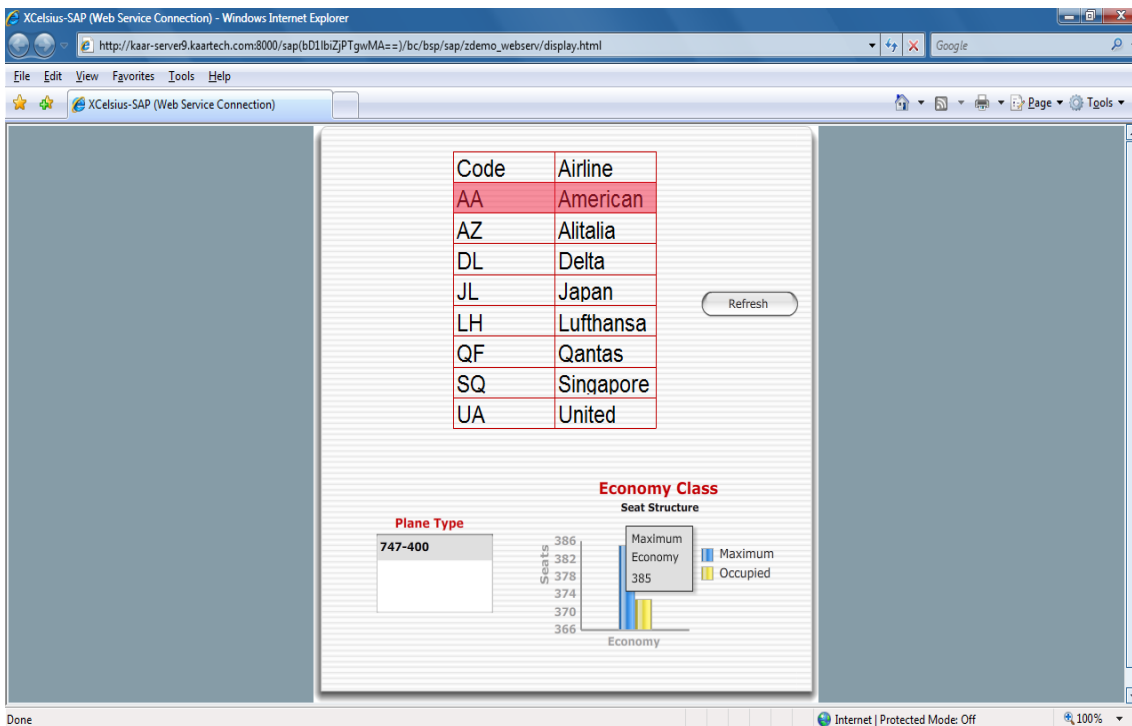 XCelsius-SAP (Web Service Connection) - Windows Internet Explorer
http://kaar-server9.kaartech.com:8000/sap(bD1lbiZjPTgwMA==)/bc/bsp/sap/zdemo_webserv/display.html
Google
File Edit View Favorites Tools Help
XCelsius-SAP (Web Service Connection)
Page Tools
Code Airline
AA American
AZ Alitalia
DL Delta
JL Japan
LH Lufthansa
QF Qantas
SQ Singapore
UA United
Refresh
Economy Class
Seat Structure
Plane Type
747-400
Seats
386
382
378
374
370
366
Maximum
Economy
385
Maximum
Occupied
Economy
Done
Internet | Protected Mode: Off
100%